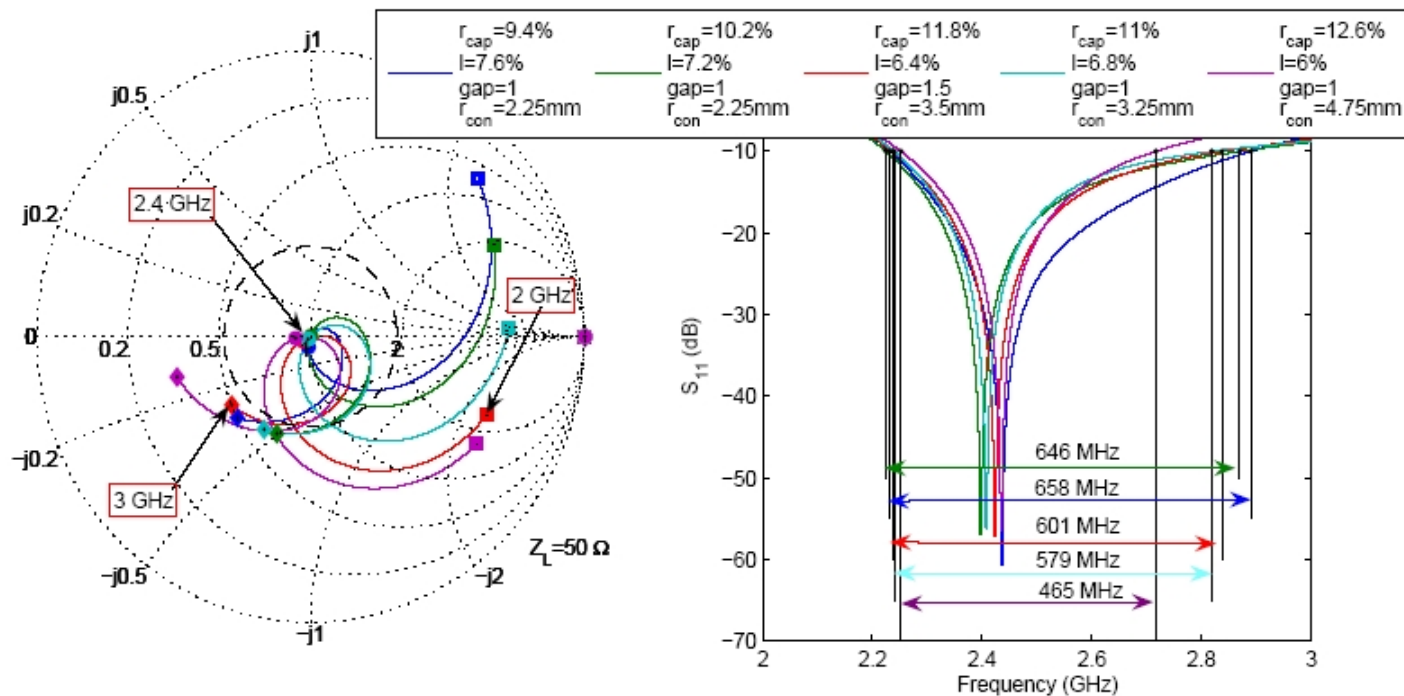 r_cap=9.4% r_cap=10.2% r_cap=11.8% r_cap=11% r_cap=12.6%
l=7.6% l=7.2% l=6.4% l=6.8% l=6%
gap=1 gap=1 gap=1.5 gap=1 gap=1
r_con=2.25mm r_con=2.25mm r_con=3.5mm r_con=3.25mm r_con=4.75mm
j1
j0.5
2.4 GHz
j0.2
2 GHz
0
0.2
0.5
2
−j0.2
3 GHz
−j0.5
Z_L=50 Ω
−j2
−j1
−10
−20
−30
−40
−50
−60
−70
S_11 (dB)
646 MHz
658 MHz
601 MHz
579 MHz
465 MHz
2 2.2 2.4 2.6 2.8 3
Frequency (GHz)